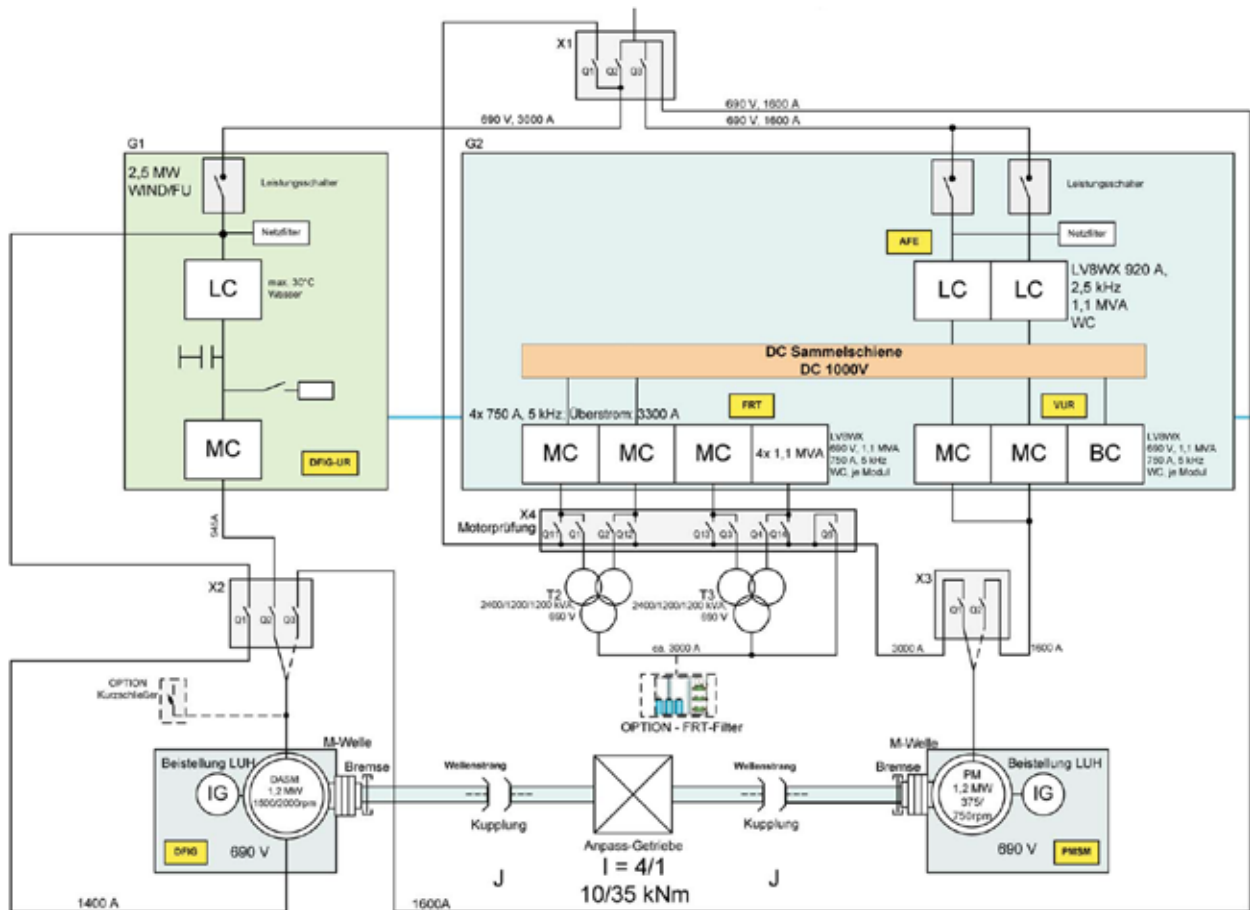 X1
Q1 Q2 Q3
690 V, 3000 A
690 V, 1600 A
690 V, 1600 A
G1
2,5 MW
WIND/FU
Leistungsschalter
Netzfilter
LC
max. 30°C
Wasser
MC
DFIG-UR
G2
Leistungsschalter
Netzfilter
AFE
LC LC
LV8WX 920 A,
2,5 kHz
1,1 MVA
WC
DC Sammelschiene
DC 1000V
4x 750 A, 5 kHz; Überstrom: 3300 A
FRT
VUR
MC MC MC 4x 1,1 MVA
LV8WX
690 V, 1,1 MVA
750 A, 5 kHz
WC, je Modul
MC MC BC
LV8WX
690 V, 1,1 MVA
750 A, 5 kHz
WC, je Modul
X4
Motorprüfung
Q11 Q1 Q2 Q12 Q13 Q3 Q4 Q14
T2
2400/1200/1200 kVA,
690 V
T3
2400/1200/1200 kVA,
690 V
ca. 3000 A
OPTION - FRT-Filter
X2
Q1 Q2 Q3
X3
Q1 Q2
3000 A
1600 A
OPTION
Kurzschließer
M-Welle
Beistellung LUH
Bremse
IG
DASM
1,2 MW
1500/2000rpm
DFIG
690 V
Wellenstrang
Kupplung
Anpass-Getriebe
I = 4/1
10/35 kNm
J
Wellenstrang
Kupplung
J
M-Welle
Bremse
Beistellung LUH
PM
1,2 MW
375/
750rpm
IG
690 V
PMSM
1400 A
1600A